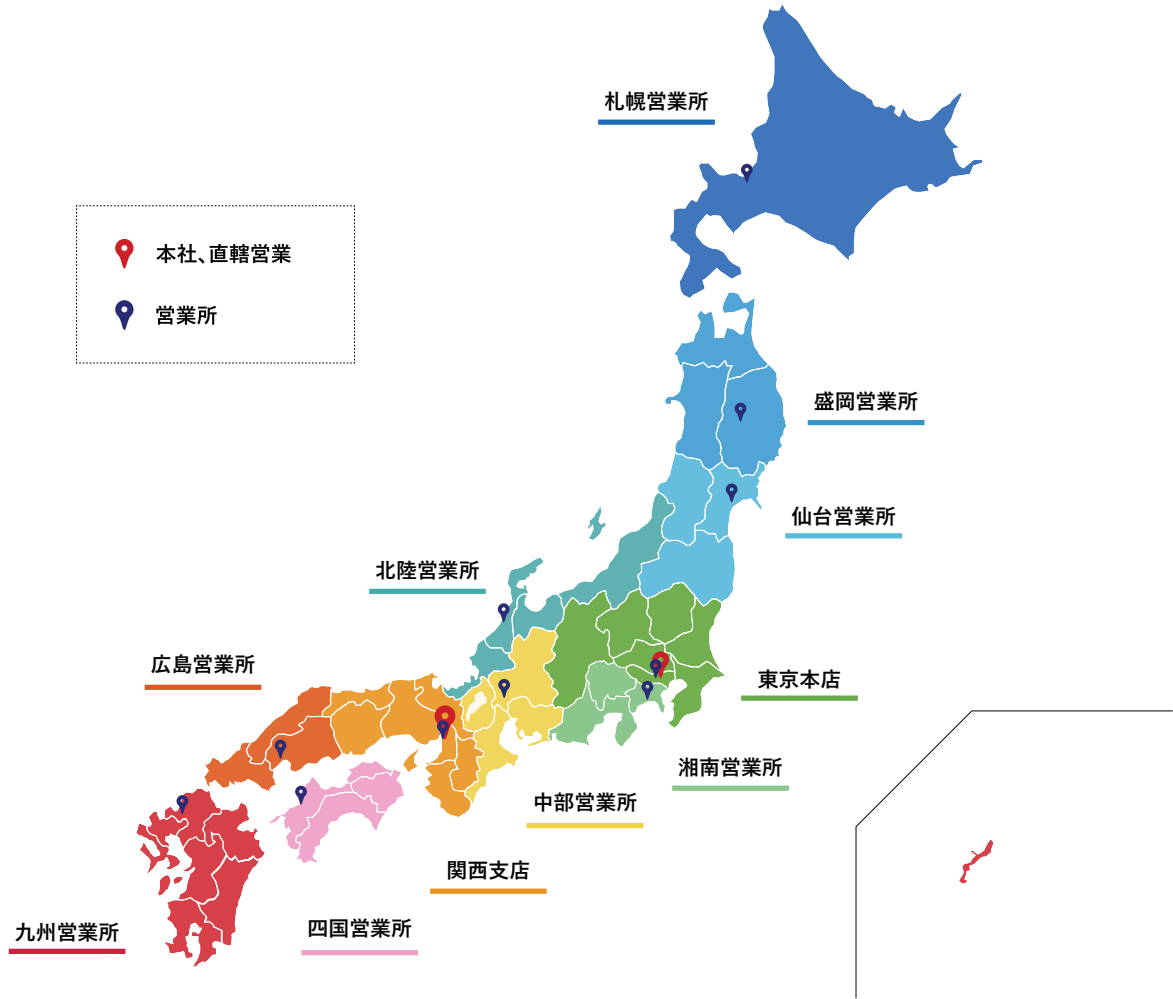 札幌営業所
本社、直轄営業
営業所
盛岡営業所
仙台営業所
北陸営業所
広島営業所
東京本店
湘南営業所
中部営業所
関西支店
四国営業所
九州営業所